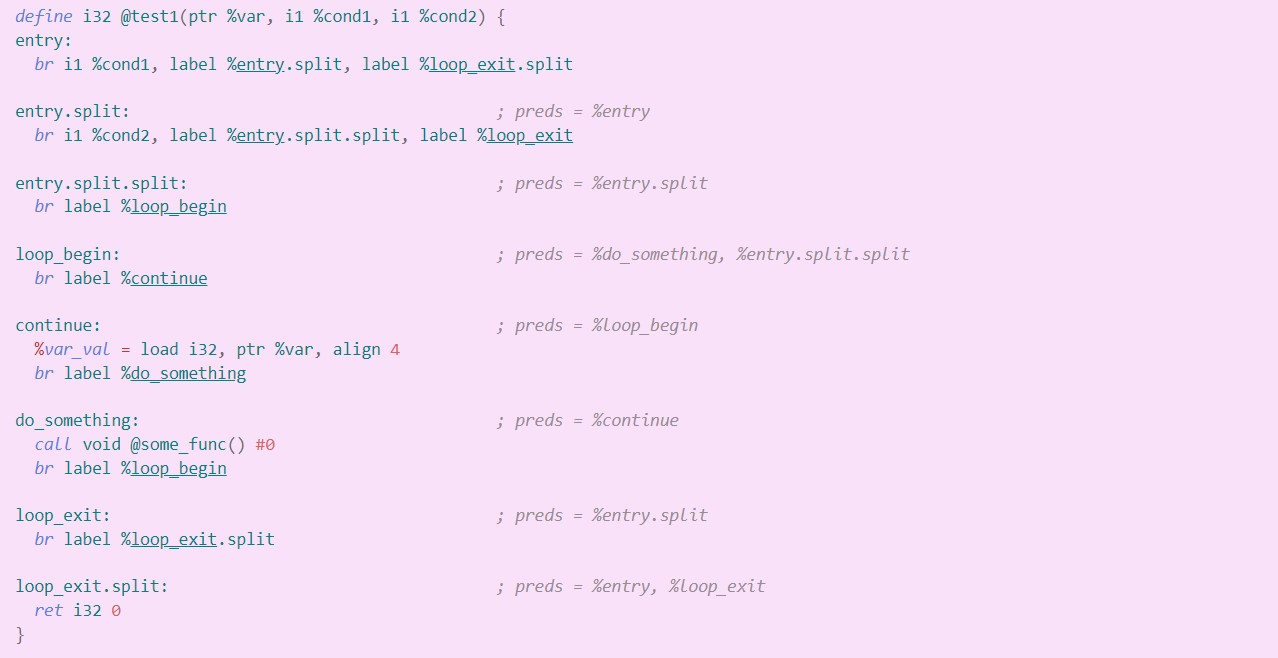 define i32 @test1(ptr %var, i1 %cond1, i1 %cond2) {
entry:
  br i1 %cond1, label %entry.split, label %loop_exit.split

entry.split:                                      ; preds = %entry
  br i1 %cond2, label %entry.split.split, label %loop_exit

entry.split.split:                                ; preds = %entry.split
  br label %loop_begin

loop_begin:                                       ; preds = %do_something, %entry.split.split
  br label %continue

continue:                                         ; preds = %loop_begin
  %var_val = load i32, ptr %var, align 4
  br label %do_something

do_something:                                     ; preds = %continue
  call void @some_func() #0
  br label %loop_begin

loop_exit:                                        ; preds = %entry.split
  br label %loop_exit.split

loop_exit.split:                                  ; preds = %entry, %loop_exit
  ret i32 0
}